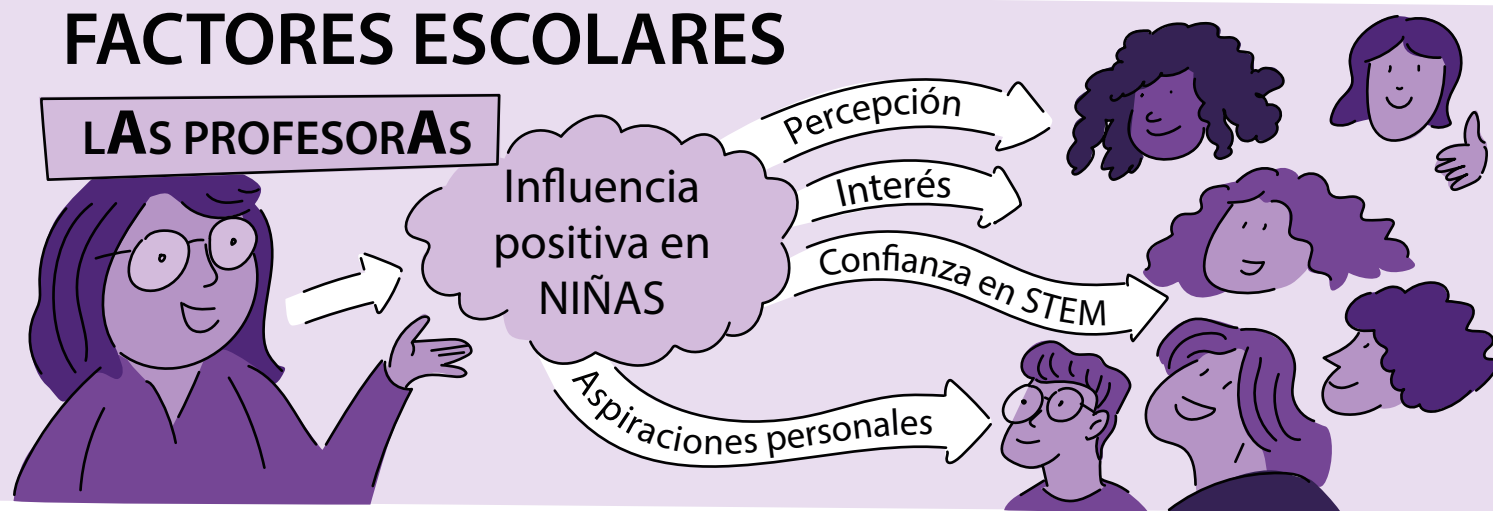 FACTORES ESCOLARES
LAS PROFESORAS
Influencia
positiva en
NIÑAS
Percepción
Interés
Confianza en STEM
Aspiraciones personales